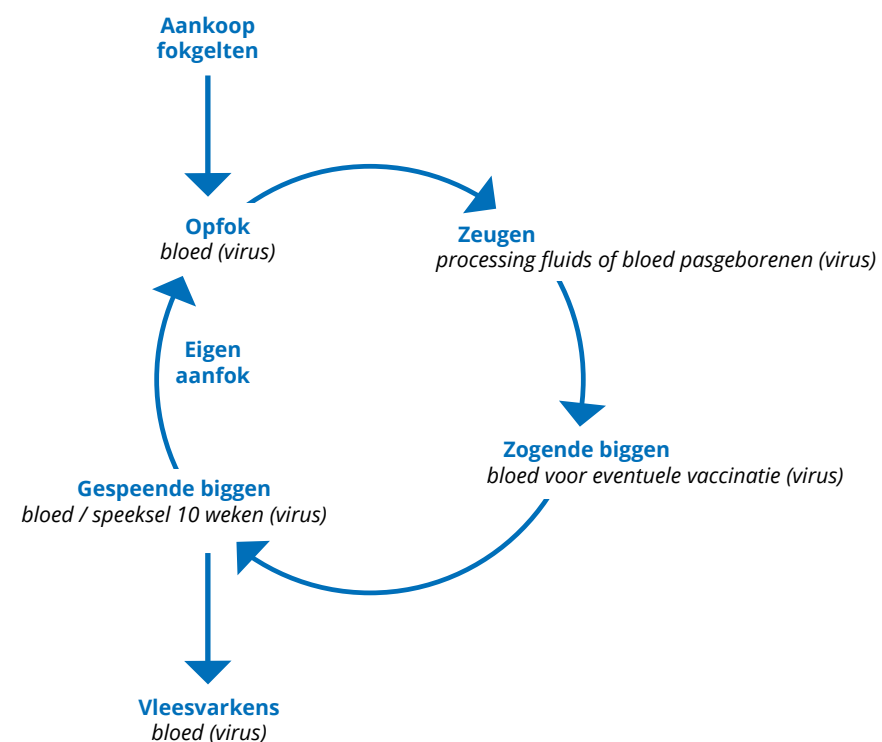 Aankoop
fokgelten
Opfok
bloed (virus)
Zeugen
processing fluids of bloed pasgeborenen (virus)
Eigen
aanfok
Zogende biggen
bloed voor eventuele vaccinatie (virus)
Gespeende biggen
bloed / speeksel 10 weken (virus)
Vleesvarkens
bloed (virus)